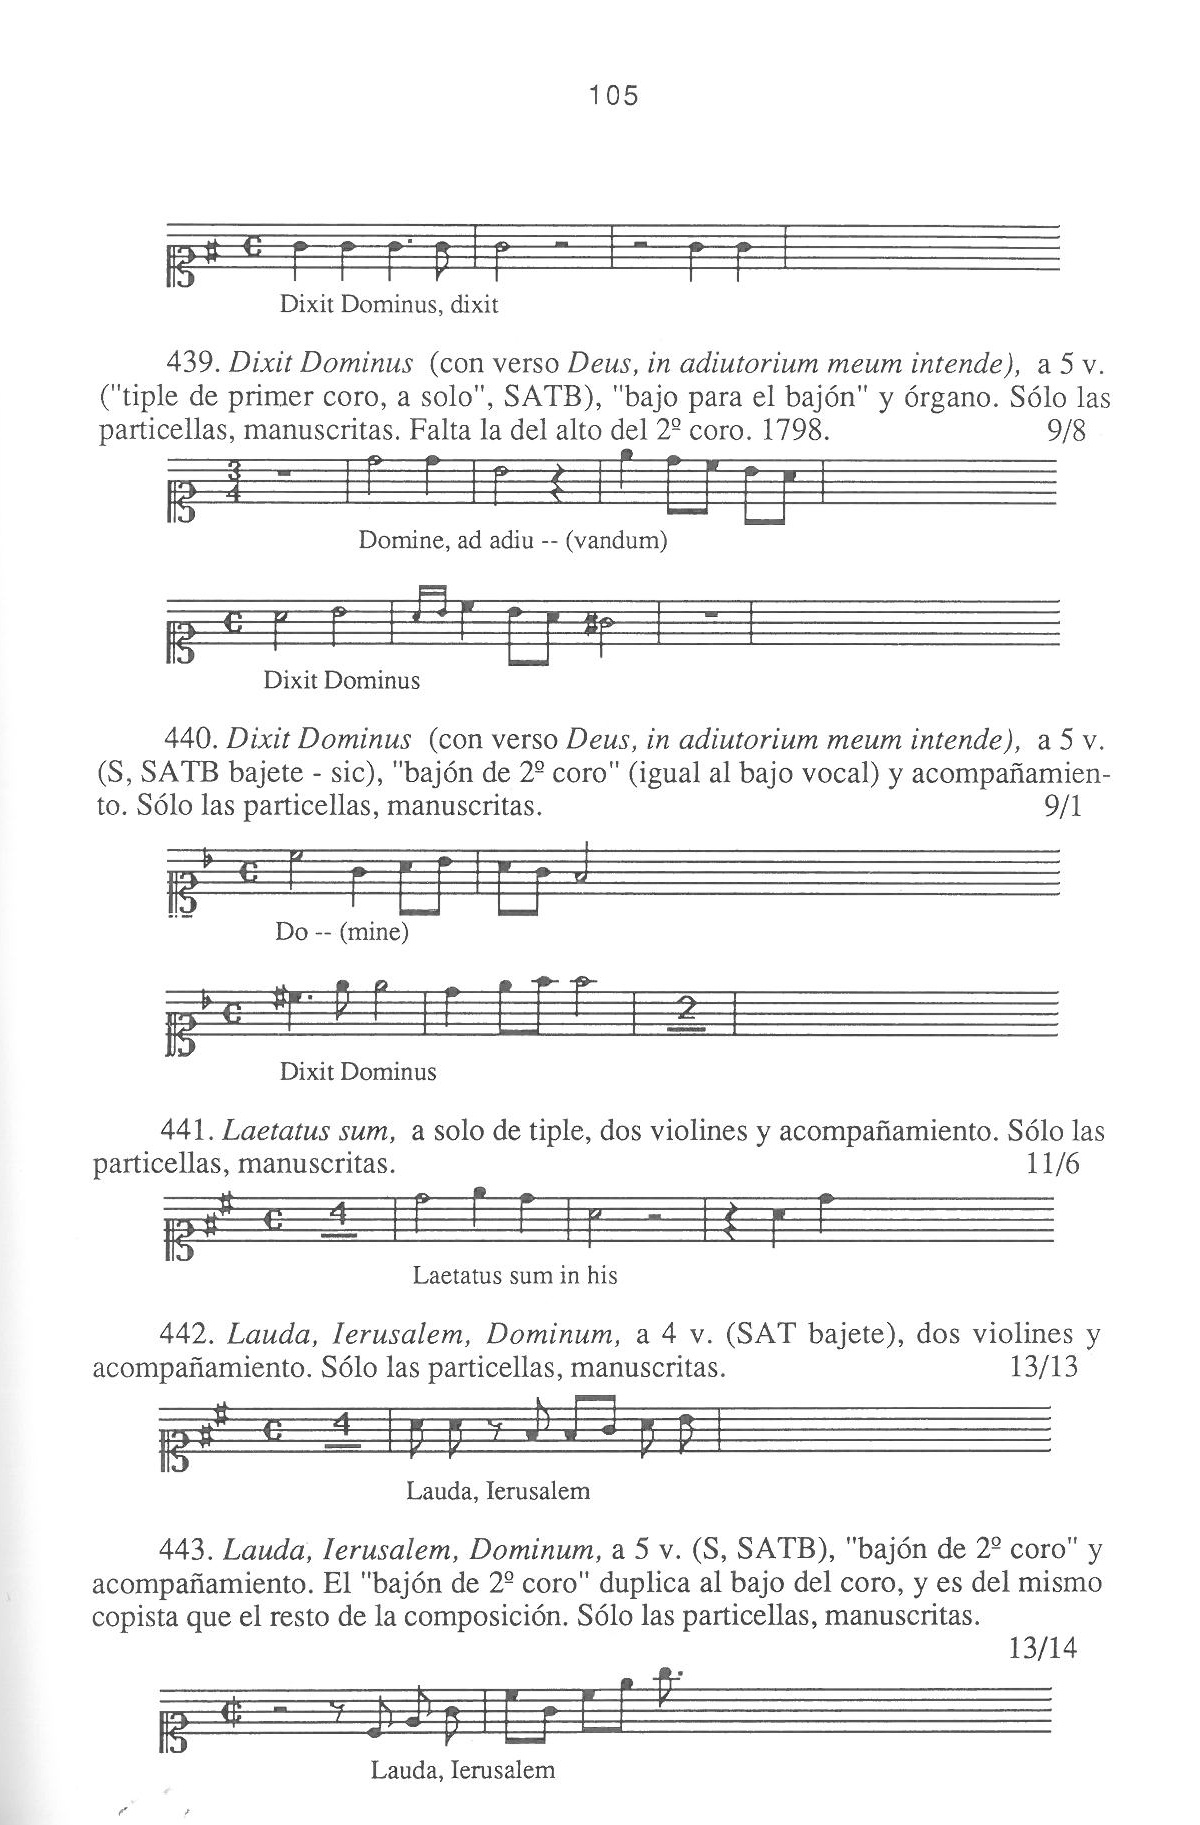 105
Dixit Dominus, dixit
439. Dixit Dominus (con verso Deus, in adiutorium meum intende), a 5 v.
("tiple de primer coro, a solo", SATB), "bajo para el bajón" y órgano. Sólo las
particellas, manuscritas. Falta la del alto del 2º coro. 1798. 9/8
3
4
Domine, ad adiu -- (vandum)
Dixit Dominus
440. Dixit Dominus (con verso Deus, in adiutorium meum intende), a 5 v.
(S, SATB bajete - sic), "bajón de 2º coro" (igual al bajo vocal) y acompañamien-
to. Sólo las particellas, manuscritas. 9/1
Do -- (mine)
2
Dixit Dominus
441. Laetatus sum, a solo de tiple, dos violines y acompañamiento. Sólo las
particellas, manuscritas. 11/6
4
Laetatus sum in his
442. Lauda, Ierusalem, Dominum, a 4 v. (SAT bajete), dos violines y
acompañamiento. Sólo las particellas, manuscritas. 13/13
4
Lauda, Ierusalem
443. Lauda, Ierusalem, Dominum, a 5 v. (S, SATB), "bajón de 2º coro" y
acompañamiento. El "bajón de 2º coro" duplica al bajo del coro, y es del mismo
copista que el resto de la composición. Sólo las particellas, manuscritas.
13/14
Lauda, Ierusalem